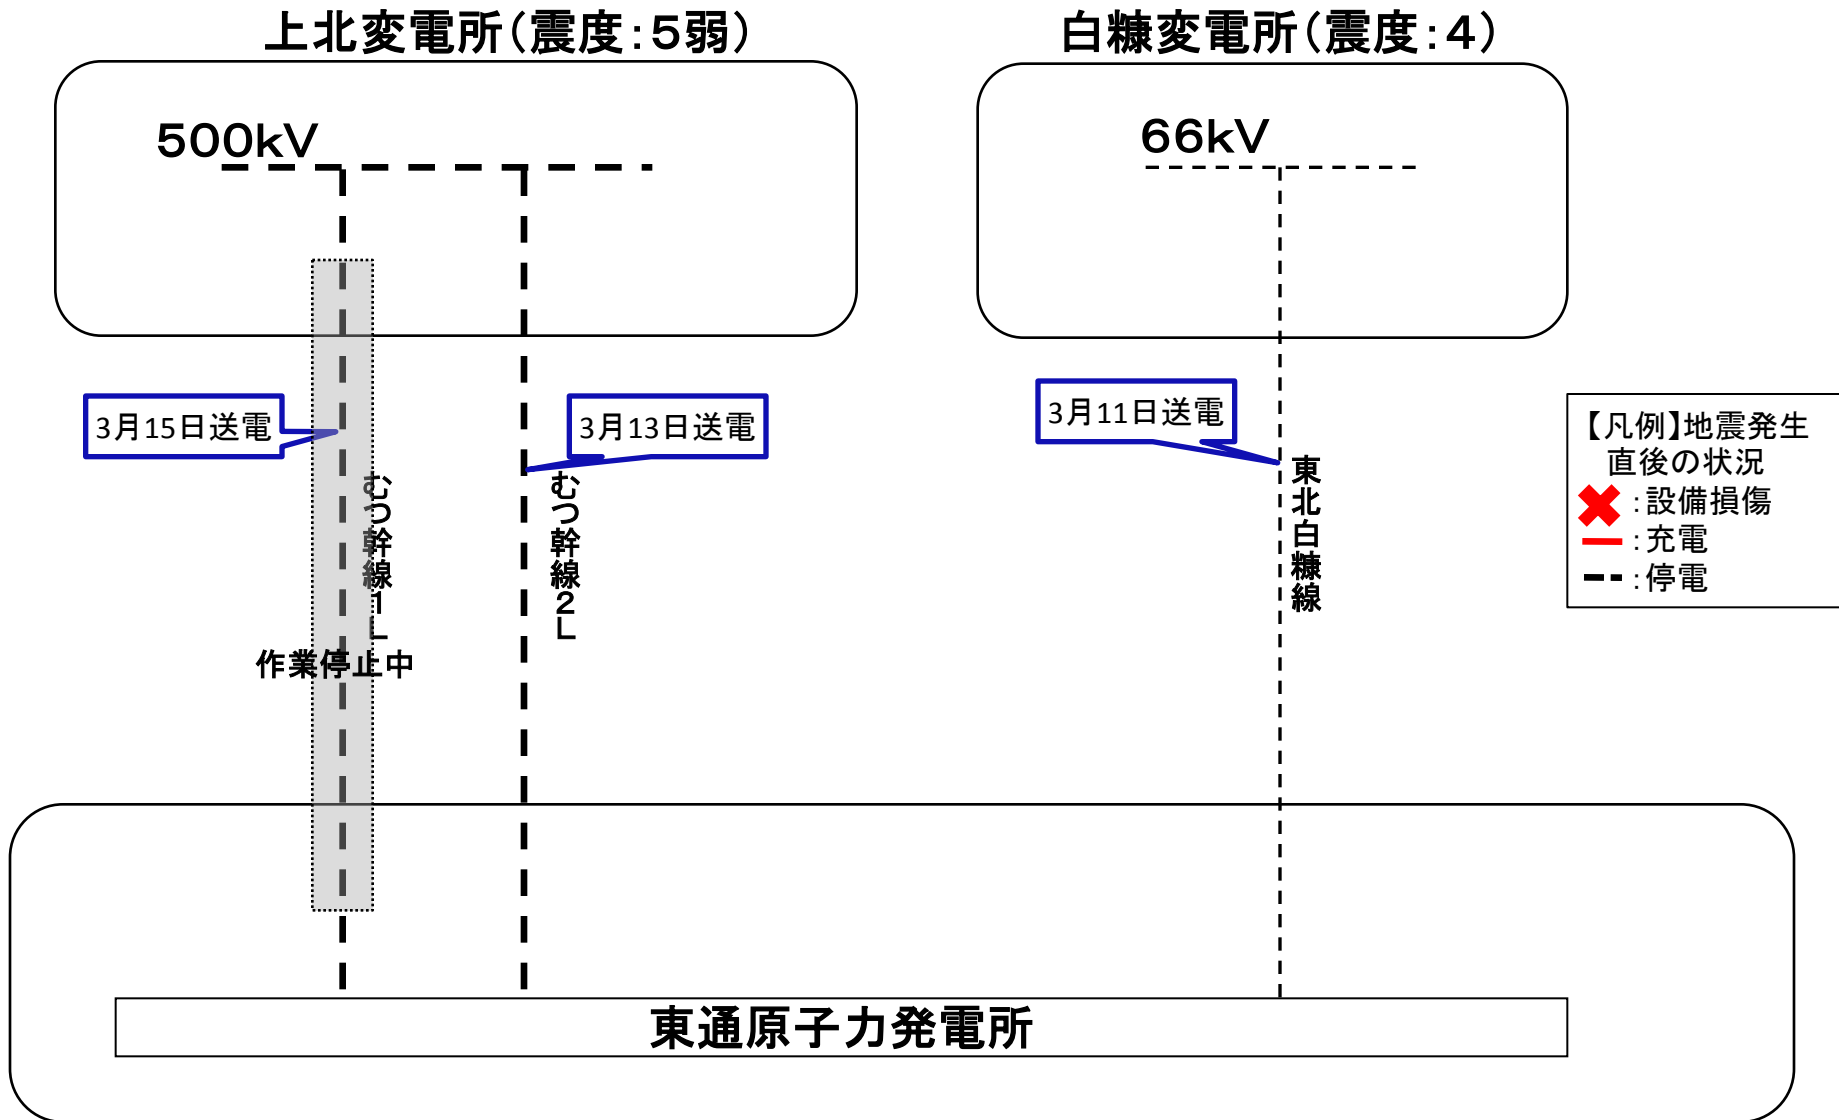 上北変電所(震度:5弱)
白糠変電所(震度:4)
500kV
66kV
3月15日送電
3月13日送電
3月11日送電
むつ幹線1L
むつ幹線2L
東北白糠線
作業停止中
【凡例】地震発生
直後の状況
:設備損傷
:充電
:停電
東通原子力発電所